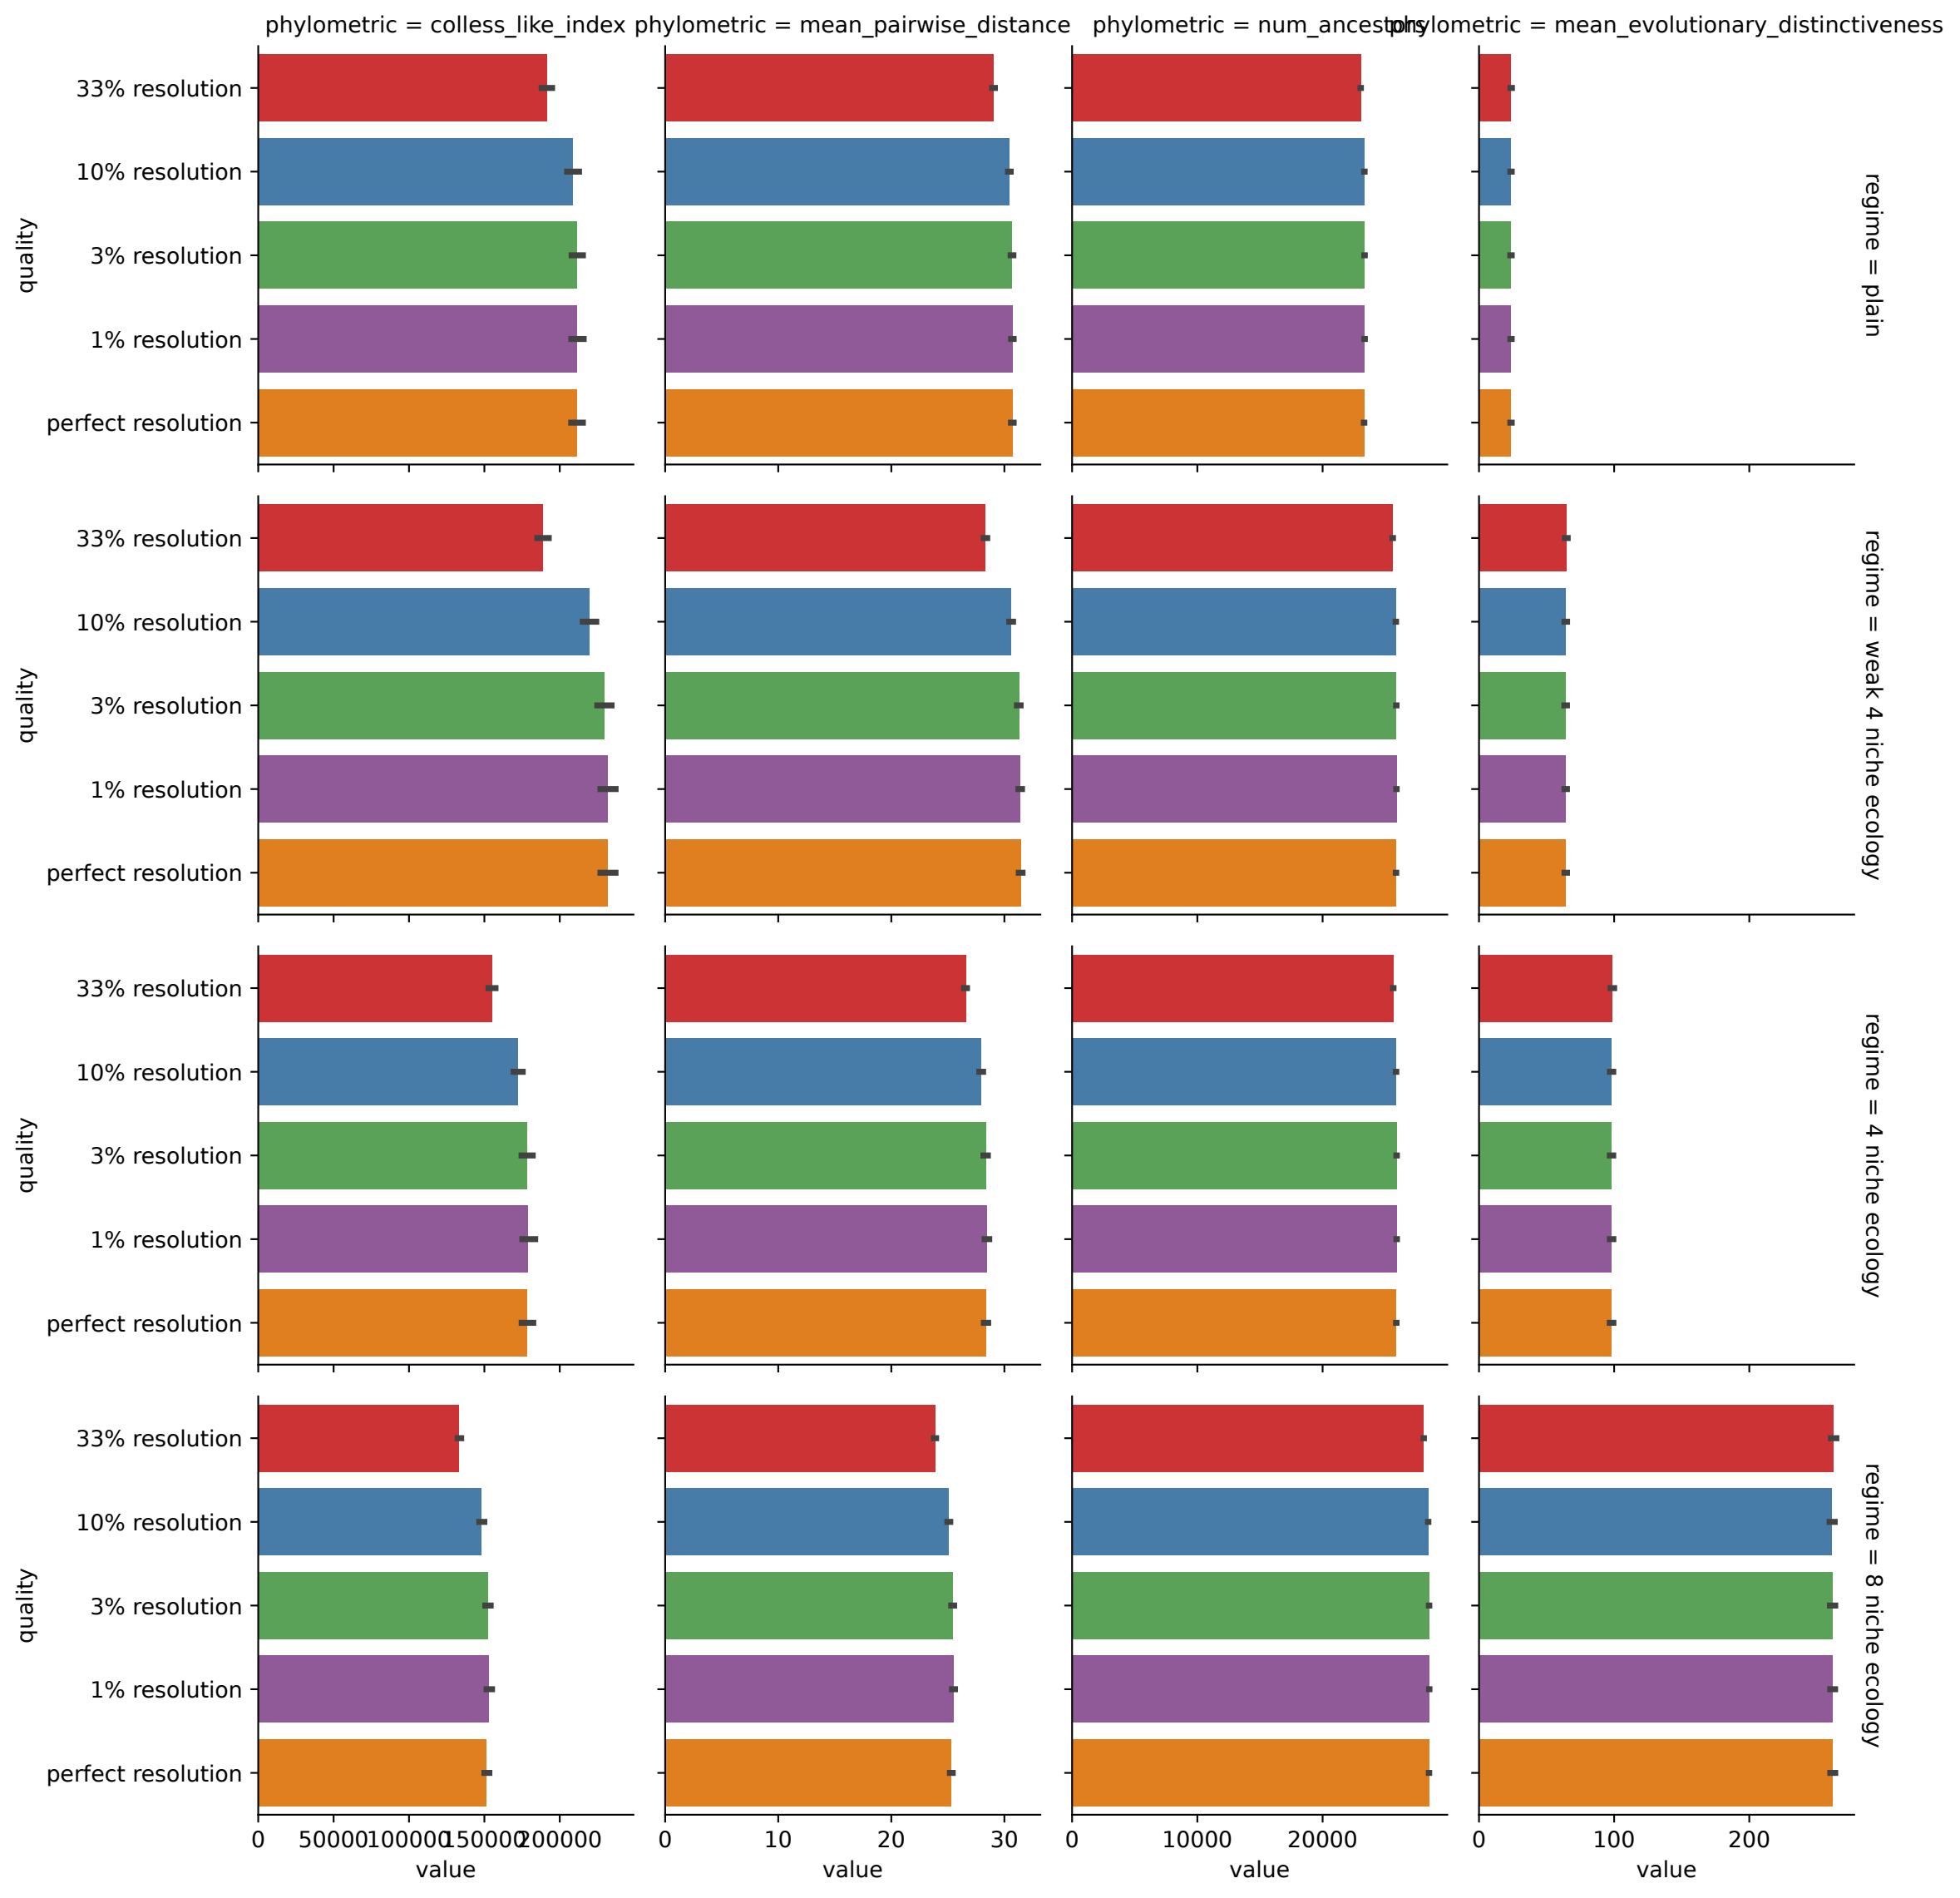 phylometric = colless_like_index
phylometric = mean_pairwise_distance
phylometric = num_ancestors
phylometric = mean_evolutionary_distinctiveness
33% resolution
10% resolution
3% resolution
1% resolution
perfect resolution
quality
regime = plain
33% resolution
10% resolution
3% resolution
1% resolution
perfect resolution
quality
regime = weak 4 niche ecology
33% resolution
10% resolution
3% resolution
1% resolution
perfect resolution
quality
regime = 4 niche ecology
33% resolution
10% resolution
3% resolution
1% resolution
perfect resolution
quality
regime = 8 niche ecology
0 50000 100000 150000 200000
value
0 10 20 30
value
0 10000 20000
value
0 100 200
value